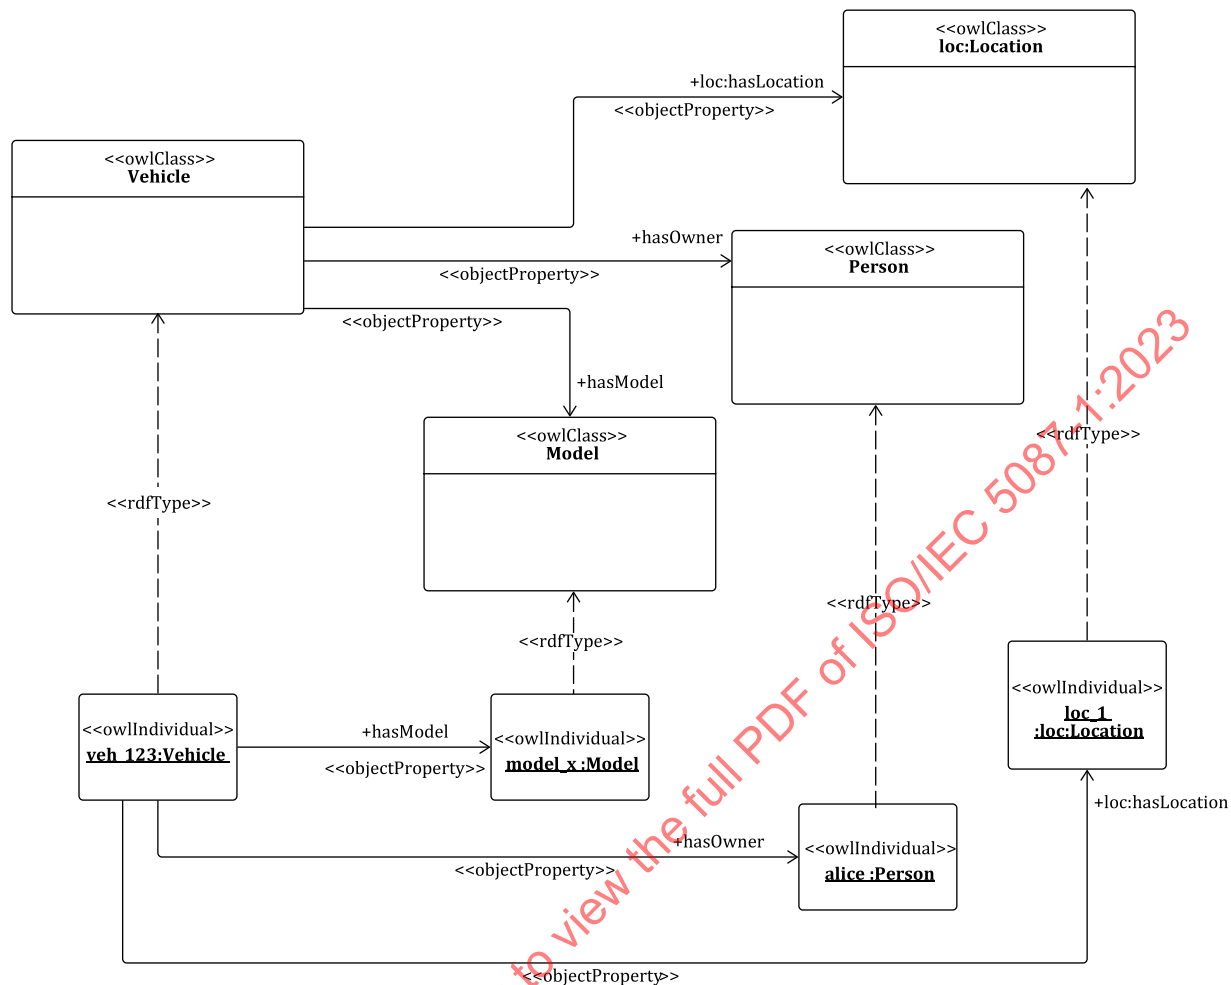 <<owlClass>>
loc:Location
+loc:hasLocation
<<objectProperty>>
<<owlClass>>
Vehicle
+hasOwner
<<objectProperty>>
<<owlClass>>
Person
<<objectProperty>>
+hasModel
<<owlClass>>
Model
<<rdfType>>
<<rdfType>>
<<rdfType>>
<<rdfType>>
<<owlIndividual>>
veh_123:Vehicle
+hasModel
<<objectProperty>>
<<owlIndividual>>
model_x :Model
<<owlIndividual>>
loc_1
:loc:Location
+loc:hasLocation
+hasOwner
<<objectProperty>>
<<owlIndividual>>
alice :Person
<<objectProperty>>
to view the full PDF of ISO/IEC 5087-1:2023